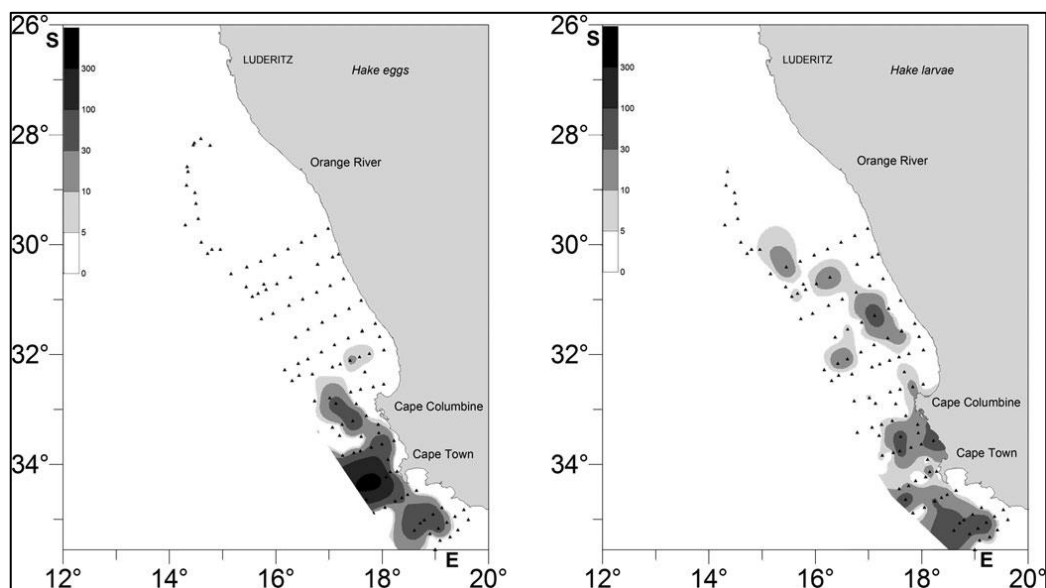 26°
S
300
100
30
10
5
0
LUDERITZ
Hake eggs
28°
Orange River
30°
32°
Cape Columbine
Cape Town
34°
E
12 14 16 18 20°
S
300
100
30
10
5
0
LUDERITZ
Hake larvae
Orange River
Cape Columbine
Cape Town
E
12 14 16 18 20°
26°
28°
30°
32°
34°